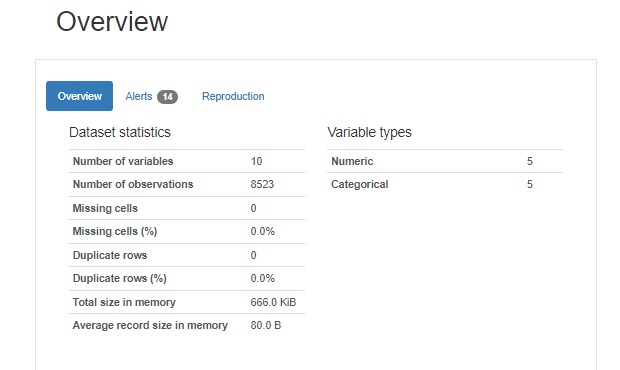 Overview
Overview Alerts 14 Reproduction
Dataset statistics
Number of variables 10
Number of observations 8523
Missing cells 0
Missing cells (%) 0.0%
Duplicate rows 0
Duplicate rows (%) 0.0%
Total size in memory 666.0 KiB
Average record size in memory 80.0 B
Variable types
Numeric 5
Categorical 5